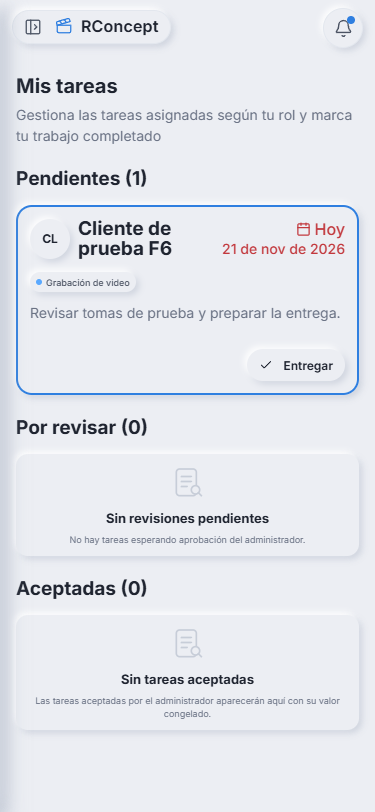 RConcept
Mis tareas
Gestiona las tareas asignadas según tu rol y marca
tu trabajo completado
Pendientes (1)
CL
Cliente de
prueba F6
Hoy
21 de nov de 2026
Grabación de video
Revisar tomas de prueba y preparar la entrega.
Entregar
Por revisar (0)
Sin revisiones pendientes
No hay tareas esperando aprobación del administrador.
Aceptadas (0)
Sin tareas aceptadas
Las tareas aceptadas por el administrador aparecerán aquí con su valor
congelado.